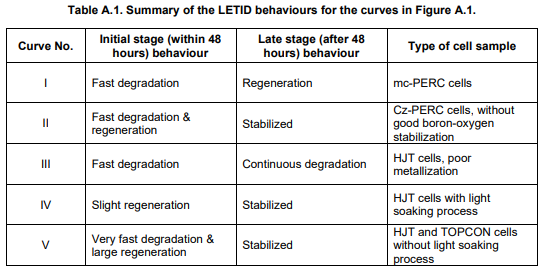 Table A.1. Summary of the LETID behaviours for the curves in Figure A.1.
Curve No.
Initial stage (within 48
hours) behaviour
Late stage (after 48
hours) behaviour
Type of cell sample
I
Fast degradation
Regeneration
mc-PERC cells
II
Fast degradation &
regeneration
Stabilized
Cz-PERC cells, without
good boron-oxygen
stabilization
III
Fast degradation
Continuous degradation
HJT cells, poor
metallization
IV
Slight regeneration
Stabilized
HJT cells with light
soaking process
V
Very fast degradation &
large regeneration
Stabilized
HJT and TOPCON cells
without light soaking
process